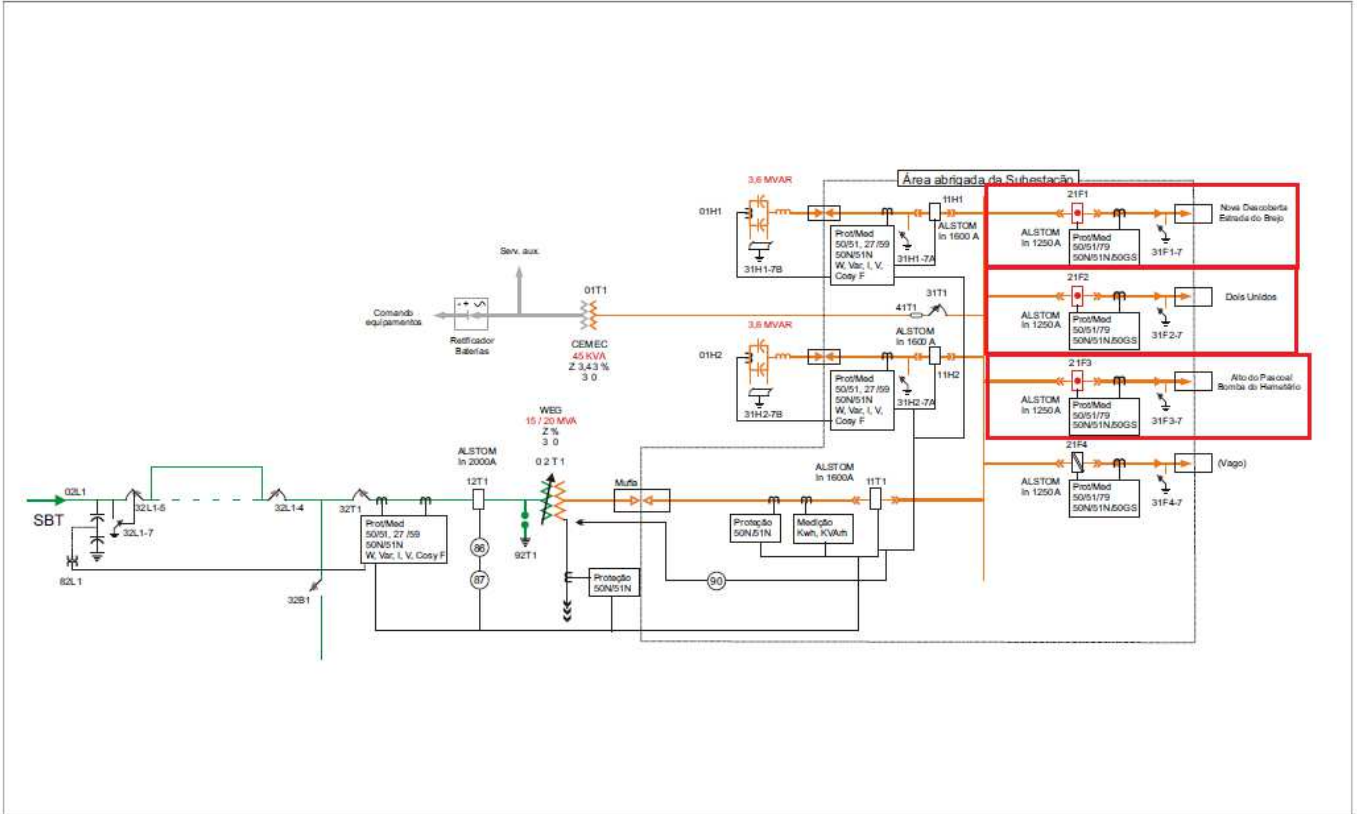 Área abrigada da Subestação
3,6 MVAR
01H1
31H1-7B
Prot/Med
50/51, 27 /59
50N/51N
W, Var, I, V,
Cosy F
31H1-7A
11H1
ALSTOM
In 1600 A
21F1
ALSTOM
In 1250 A
Prot/Med
50/51/79
50N/51N/50GS
31F1-7
Nova Descoberta
Estrada do Brejo
Serv. aux.
Comando
equipamentos
Retificador
Baterias
01T1
CEMEC
45 KVA
Z 3,43 %
3 0
41T1
31T1
21F2
ALSTOM
In 1250 A
Prot/Med
50/51/79
50N/51N/50GS
31F2-7
Dois Unidos
3,6 MVAR
01H2
31H2-7B
Prot/Med
50/51, 27/59
50N/51N
W, Var, I, V,
Cosy F
31H2-7A
ALSTOM
In 1600 A
11H2
21F3
ALSTOM
In 1250 A
Prot/Med
50/51/79
50N/51N/50GS
31F3-7
Alto do Pascoal
Bomba do Hemetério
21F4
ALSTOM
In 1250 A
Prot/Med
50/51/79
50N/51N/50GS
31F4-7
(Vago)
SBT
02L1
32L1-5
32L1-7
82L1
32L1-4
32T1
32B1
Prot/Med
50/51, 27 /59
50N/51N
W, Var, I, V, Cosy F
ALSTOM
In 2000A
12T1
86
87
92T1
WEG
15 / 20 MVA
Z %
3 0
0 2 T 1
Proteção
50N/51N
Mufla
90
Proteção
50N/51N
Medição
Kwh, KVArh
ALSTOM
In 1600A
11T1